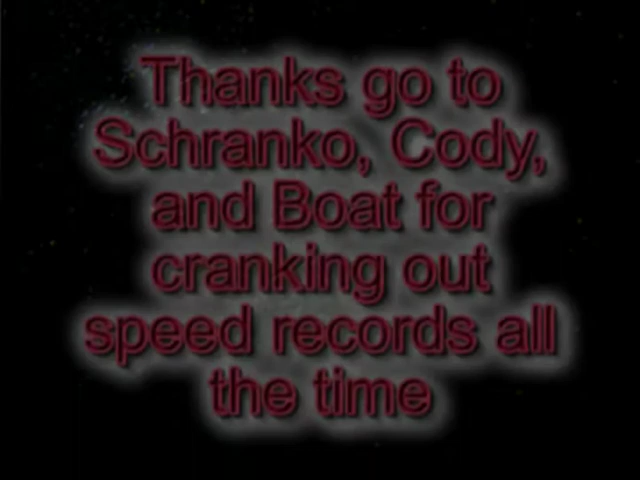 Thanks go to
Schranko, Cody,
and Boat for
cranking out
speed records all
the time